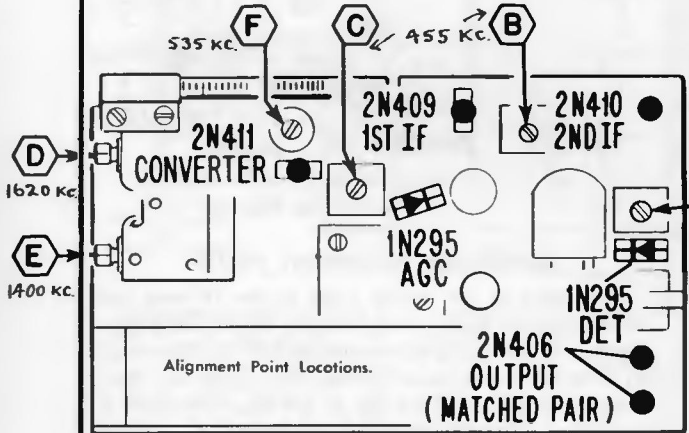 F
C
B
535 KC.
455 KC.
2N409
1ST IF
2N410
2ND IF
2N411
CONVERTER
D
1620 KC.
E
1400 KC.
1N295
AGC
1N295
DET
Alignment Point Locations.
2N406
OUTPUT
(MATCHED PAIR)